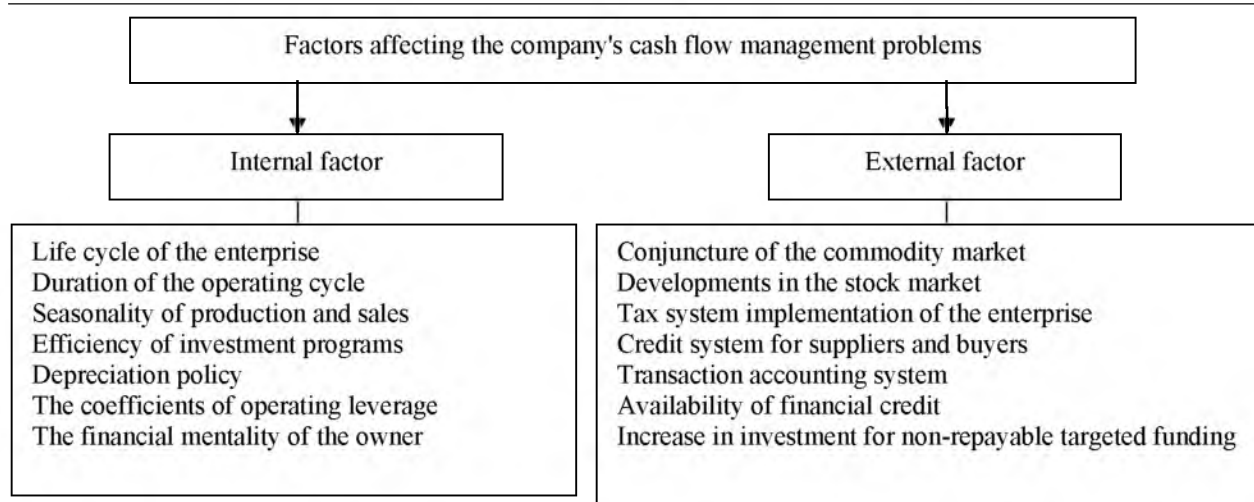 Factors affecting the company's cash flow management problems
Internal factor
Life cycle of the enterprise
Duration of the operating cycle
Seasonality of production and sales
Efficiency of investment programs
Depreciation policy
The coefficients of operating leverage
The financial mentality of the owner
External factor
Conjuncture of the commodity market
Developments in the stock market
Tax system implementation of the enterprise
Credit system for suppliers and buyers
Transaction accounting system
Availability of financial credit
Increase in investment for non-repayable targeted funding